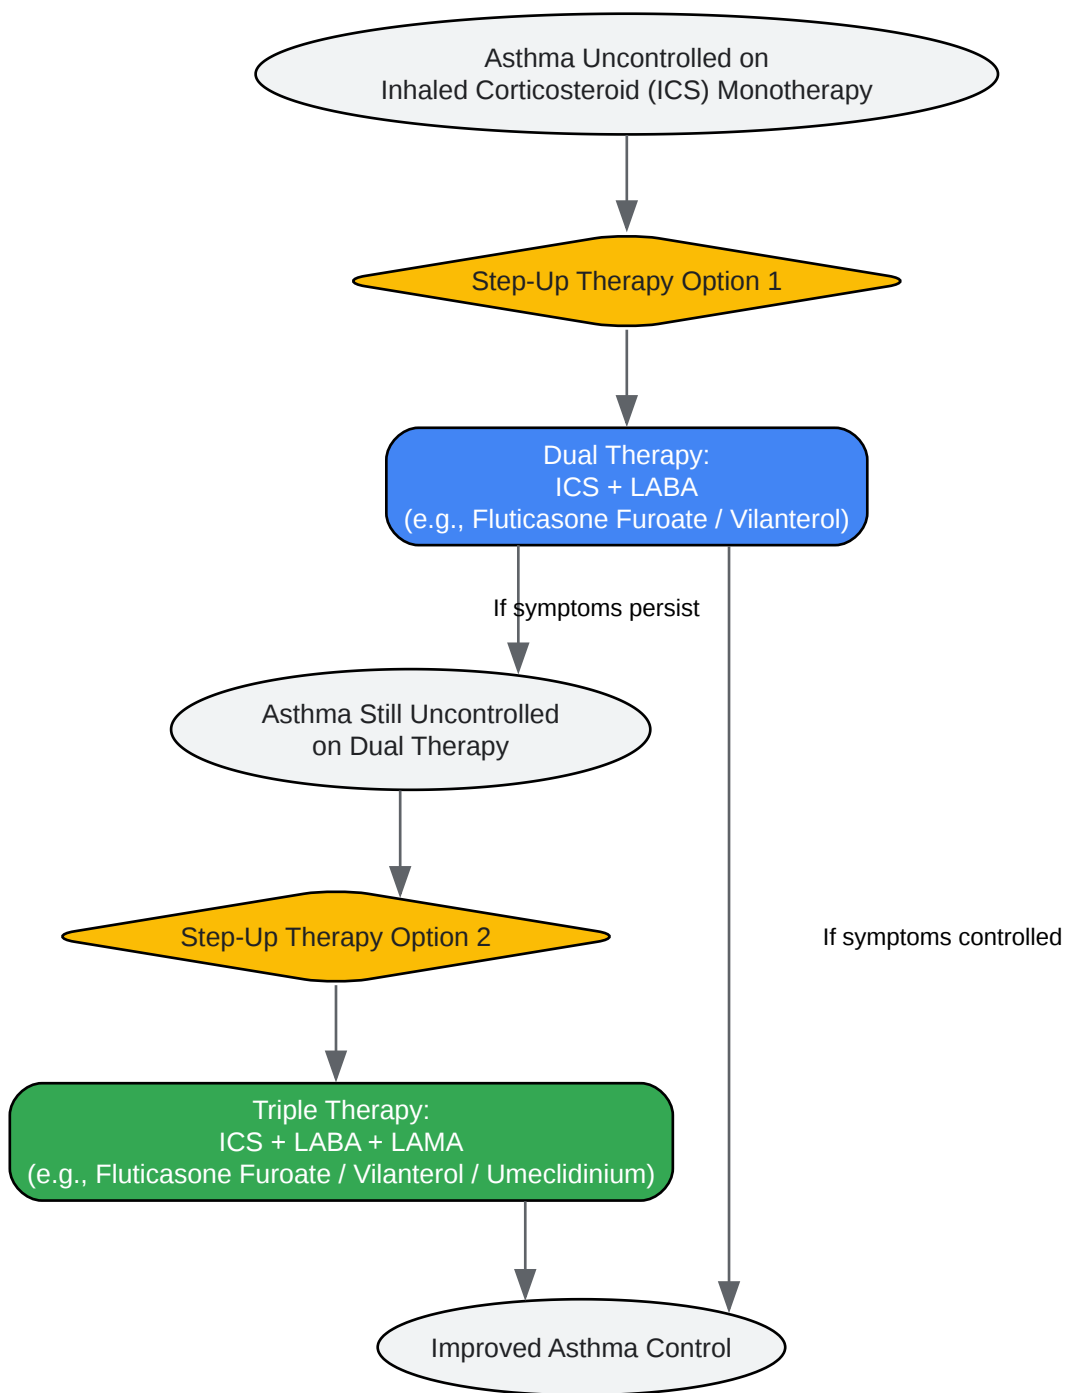 Asthma Uncontrolled on
Inhaled Corticosteroid (ICS) Monotherapy
Step-Up Therapy Option 1
Dual Therapy:
ICS + LABA
(e.g., Fluticasone Furoate / Vilanterol)
If symptoms persist
Asthma Still Uncontrolled
on Dual Therapy
Step-Up Therapy Option 2
If symptoms controlled
Triple Therapy:
ICS + LABA + LAMA
(e.g., Fluticasone Furoate / Vilanterol / Umeclidinium)
Improved Asthma Control